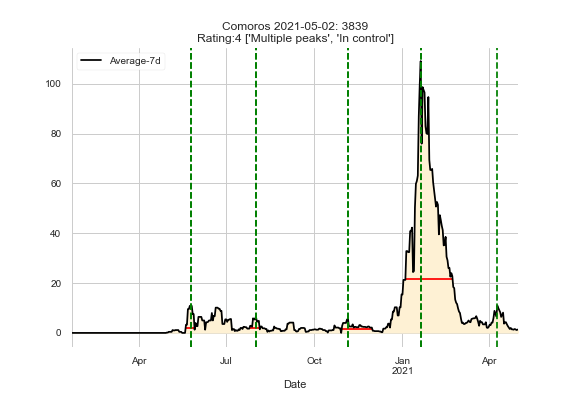 Comoros 2021-05-02: 3839
Rating:4 ['Multiple peaks', 'In control']
Average-7d
100
80
60
40
20
0
Apr
Jul
Oct
Jan
2021
Apr
Date